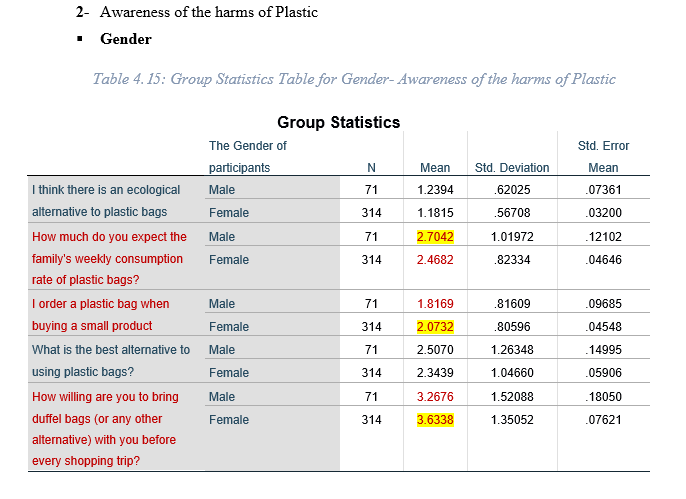 2- Awareness of the harms of Plastic
▪ Gender
Table 4.15: Group Statistics Table for Gender- Awareness of the harms of Plastic
Group Statistics
The Gender of
Std. Error
participants N Mean Std. Deviation Mean
I think there is an ecological Male 71 1.2394 .62025 .07361
alternative to plastic bags Female 314 1.1815 .56708 .03200
How much do you expect the Male 71 2.7042 1.01972 .12102
family's weekly consumption Female 314 2.4682 .82334 .04646
rate of plastic bags?
I order a plastic bag when Male 71 1.8169 .81609 .09685
buying a small product Female 314 2.0732 .80596 .04548
What is the best alternative to Male 71 2.5070 1.26348 .14995
using plastic bags? Female 314 2.3439 1.04660 .05906
How willing are you to bring Male 71 3.2676 1.52088 .18050
duffel bags (or any other Female 314 3.6338 1.35052 .07621
alternative) with you before
every shopping trip?